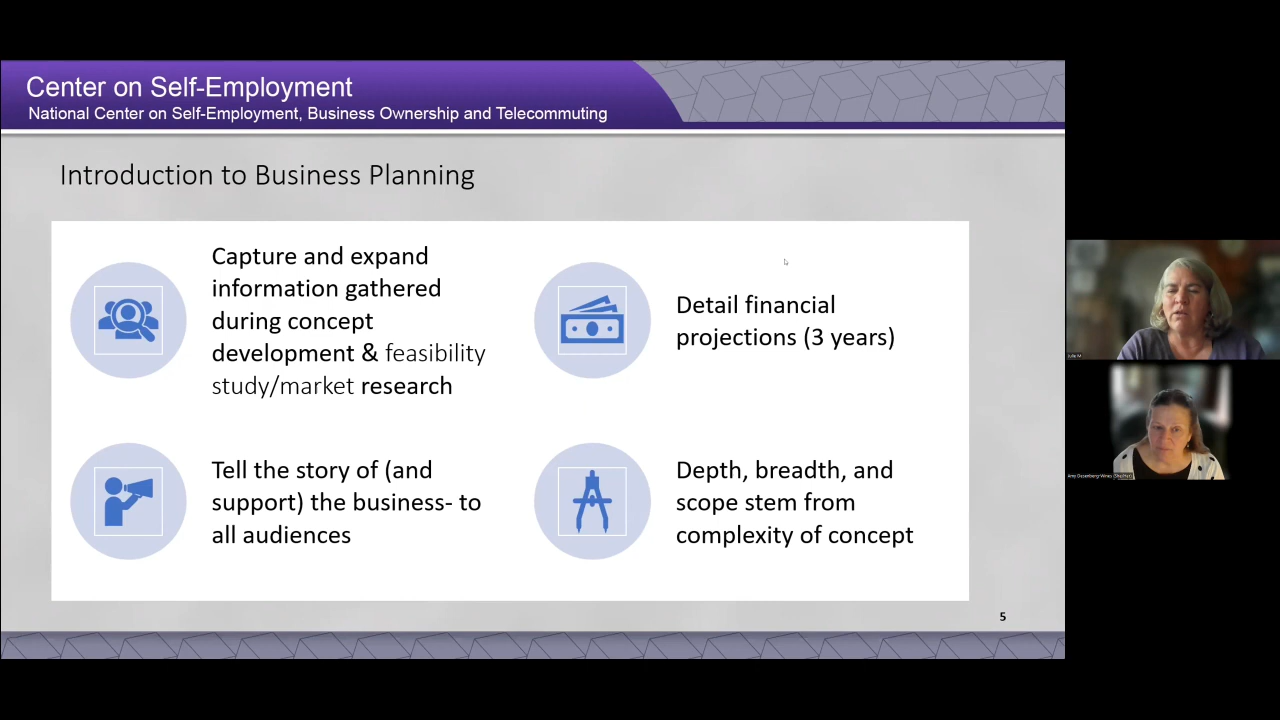 Center on Self-Employment
National Center on Self-Employment, Business Ownership and Telecommuting
Introduction to Business Planning
Capture and expand
information gathered
during concept
development & feasibility
study/market research
Detail financial
projections (3 years)
Tell the story of (and
support) the business- to
all audiences
Depth, breadth, and
scope stem from
complexity of concept
5
Julie M